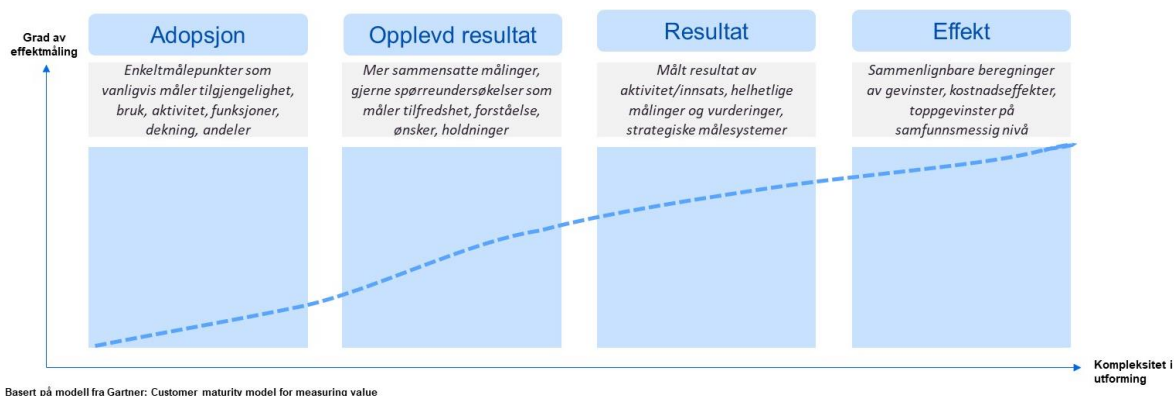 Grad av
effektmåling
Adopsjon
Opplevd resultat
Resultat
Effekt
Enkeltmålepunkter som
vanligvis måler tilgjengelighet,
bruk, aktivitet, funksjoner,
dekning, andeler
Mer sammensatte målinger,
gjerne spørreundersøkelser som
måler tilfredshet, forståelse,
ønsker, holdninger
Målt resultat av
aktivitet/innsats, helhetlige
målinger og vurderinger,
strategiske målesystemer
Sammenlignbare beregninger
av gevinster, kostnadseffekter,
toppgevinster på
samfunnsmessig nivå
Kompleksitet i
utforming
Basert på modell fra Gartner: Customer maturity model for measuring value